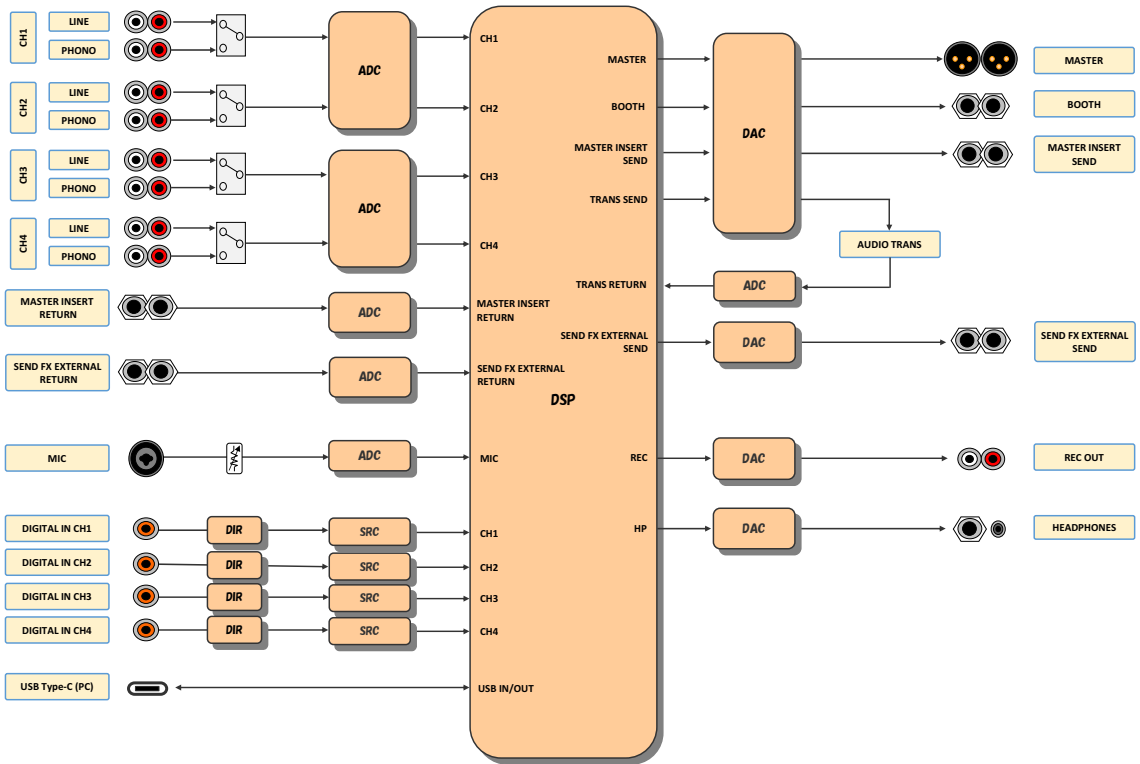 CH1
LINE
PHONO
CH2
LINE
PHONO
CH3
LINE
PHONO
CH4
LINE
PHONO
MASTER INSERT
RETURN
SEND FX EXTERNAL
RETURN
MIC
DIGITAL IN CH1
DIGITAL IN CH2
DIGITAL IN CH3
DIGITAL IN CH4
USB Type-C (PC)
DIR
DIR
DIR
DIR
ADC
ADC
ADC
ADC
ADC
SRC
SRC
SRC
SRC
CH1
CH2
CH3
CH4
MASTER INSERT
RETURN
SEND FX EXTERNAL
RETURN
DSP
MIC
CH1
CH2
CH3
CH4
USB IN/OUT
MASTER
BOOTH
MASTER INSERT
SEND
TRANS SEND
TRANS RETURN
SEND FX EXTERNAL
SEND
REC
HP
DAC
ADC
DAC
DAC
DAC
AUDIO TRANS
MASTER
BOOTH
MASTER INSERT
SEND
SEND FX EXTERNAL
SEND
REC OUT
HEADPHONES